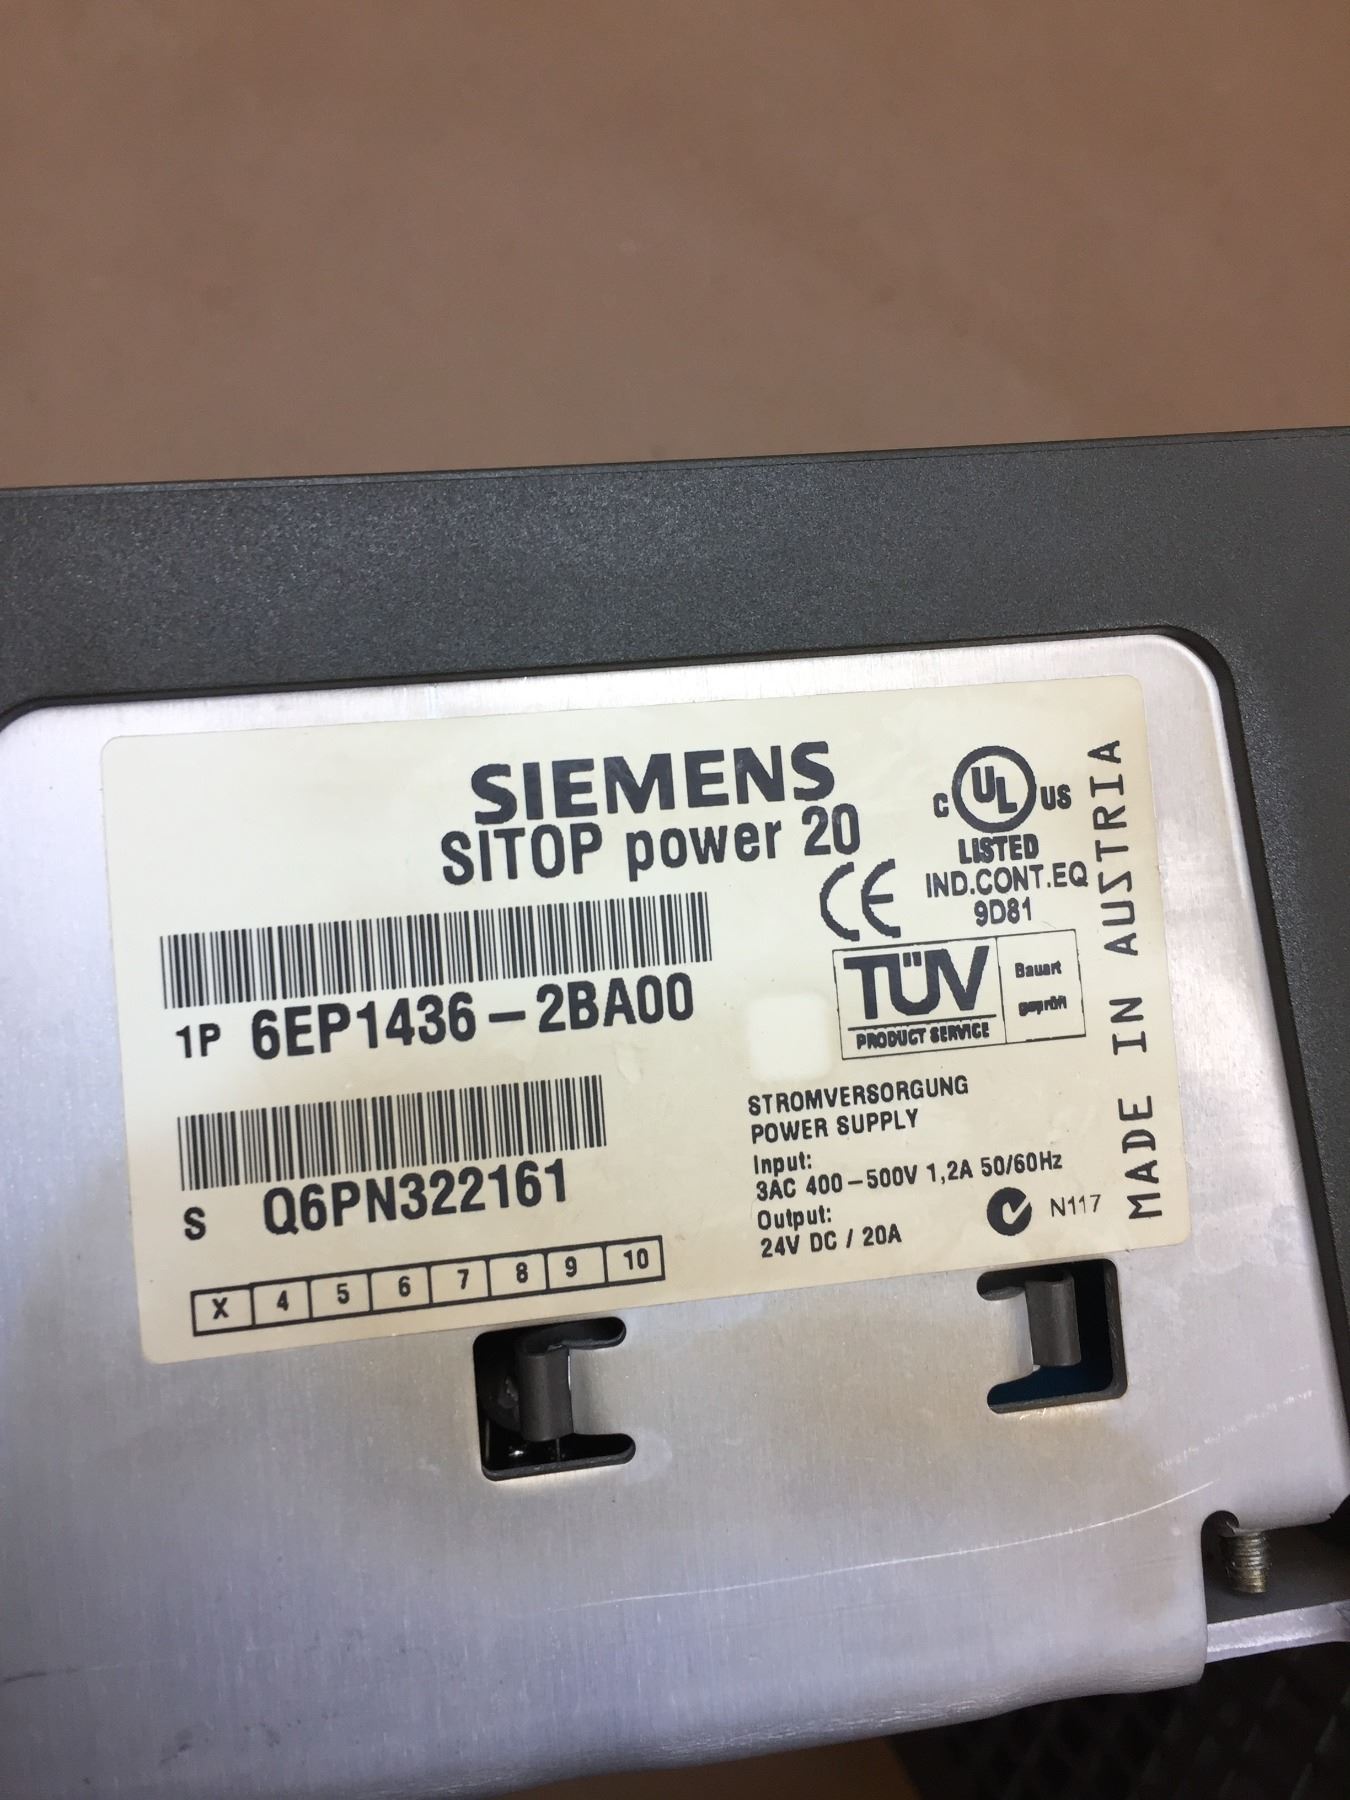 SIEMENS
SITOP power 20
C UL US
LISTED
IND.CONT.EQ
9D81
CE
1P 6EP1436-2BA00
TÜV
PRODUCT SERVICE
Bauart
geprüft
S Q6PN322161
X 4 5 6 7 8 9 10
STROMVERSORGUNG
POWER SUPPLY
Input:
3AC 400-500V 1,2A 50/60Hz
Output:
24V DC / 20A
N117
MADE IN AUSTRIA